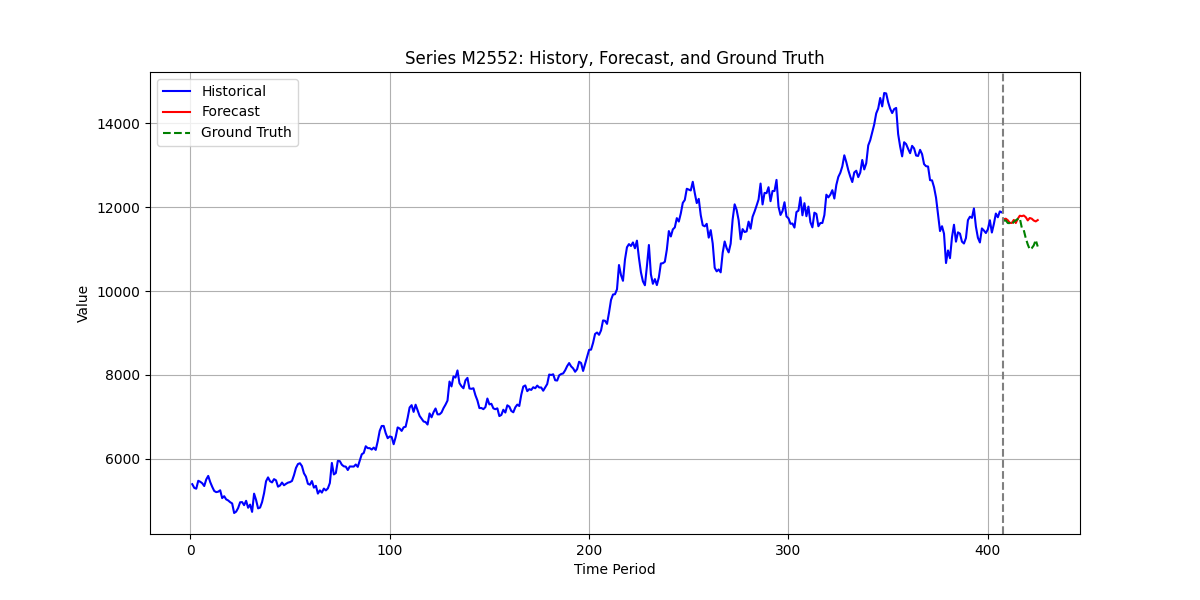 Series M2552: History, Forecast, and Ground Truth
Historical
Forecast
Ground Truth
14000
12000
10000
8000
6000
Value
0 100 200 300 400
Time Period